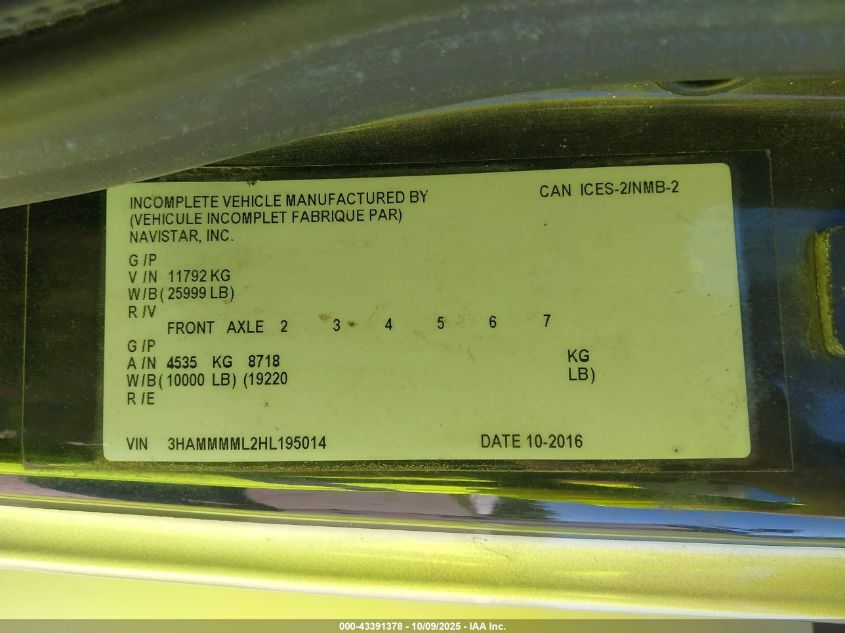 INCOMPLETE VEHICLE MANUFACTURED BY
(VEHICULE INCOMPLET FABRIQUE PAR)
NAVISTAR, INC.
CAN ICES-2/NMB-2
G/P
V/N 11792 KG
W/B (25999 LB)
R/V
FRONT AXLE 2 3 4 5 6 7
G/P
A/N 4535 KG 8718 KG
W/B (10000 LB) (19220 LB)
R/E
VIN 3HAMMMML2HL195014 DATE 10-2016
000-43391378 - 10/09/2025 - IAA Inc.